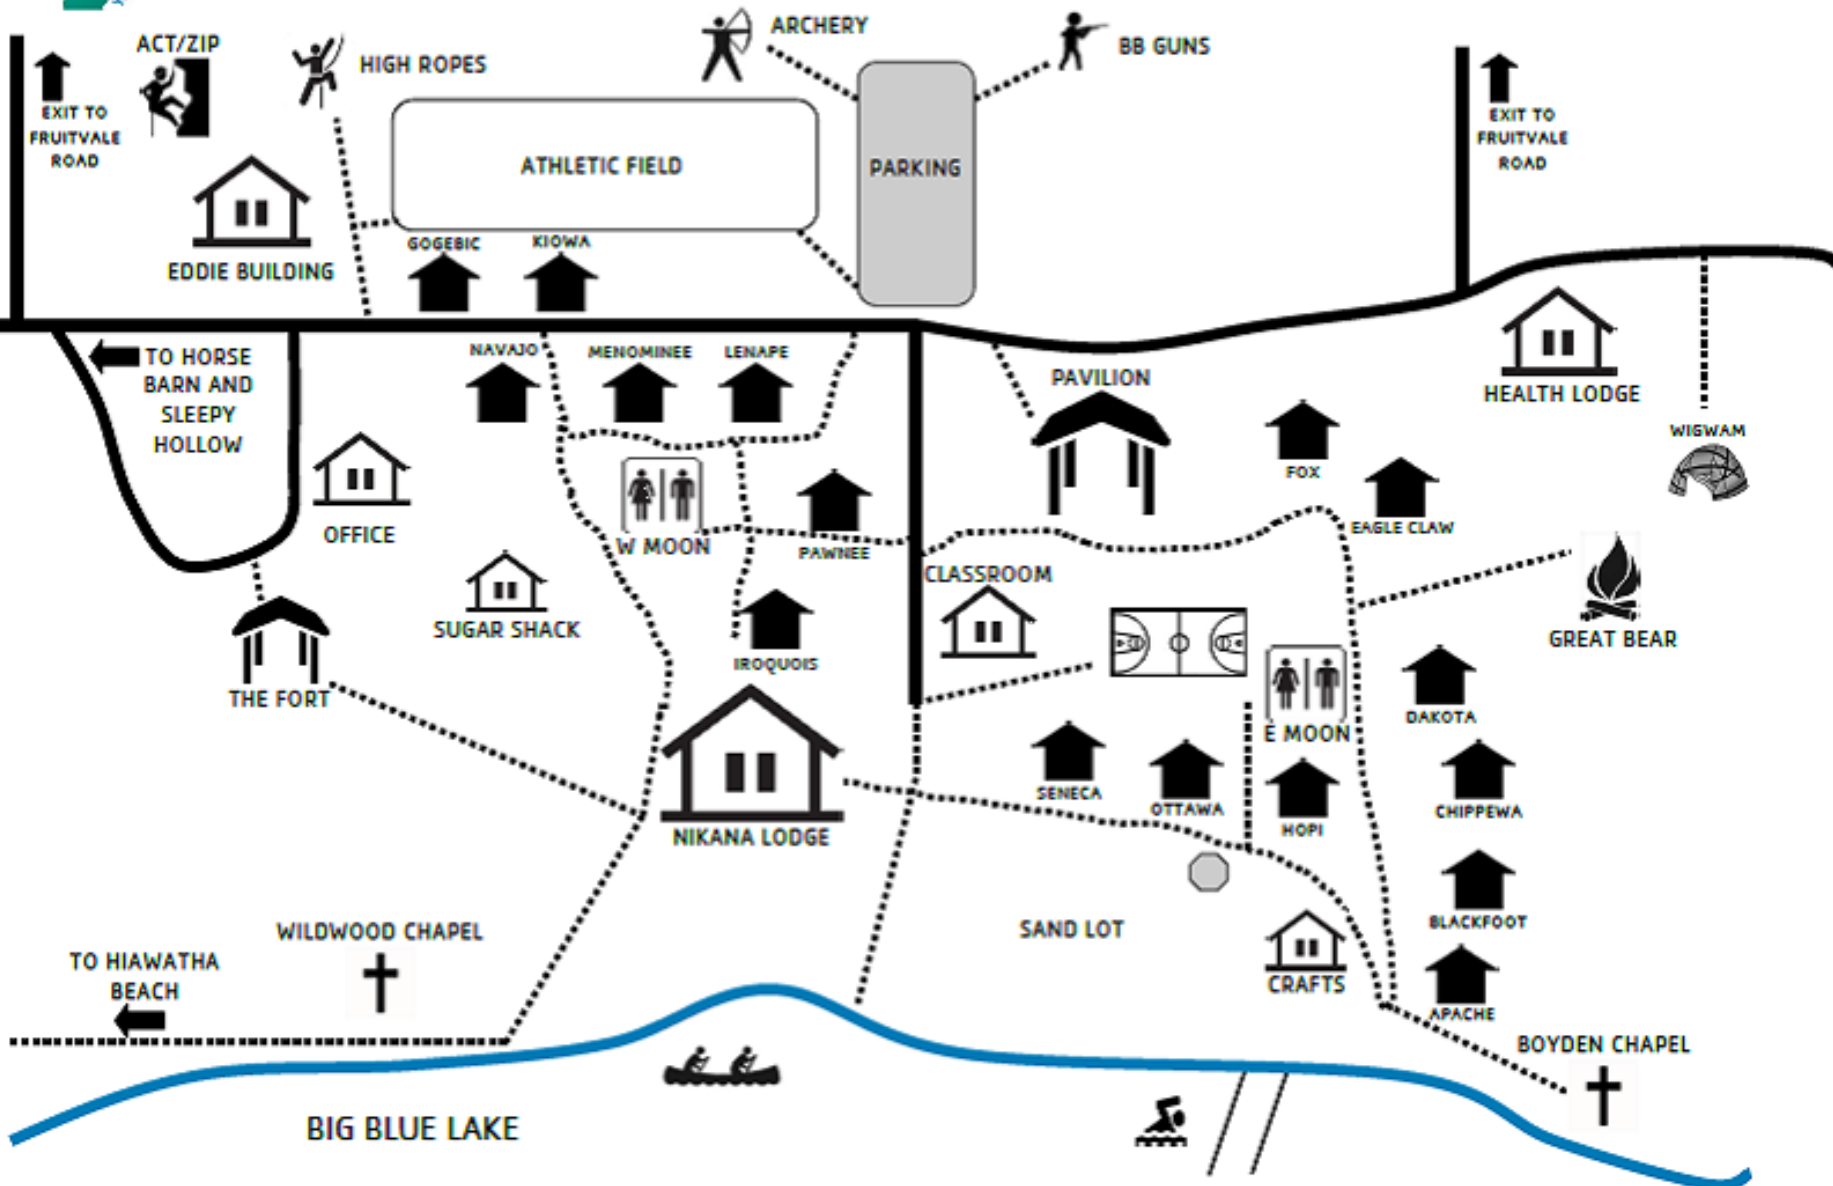 ACT/ZIP
HIGH ROPES
ARCHERY
BB GUNS
EXIT TO
FRUITVALE
ROAD
EXIT TO
FRUITVALE
ROAD
ATHLETIC FIELD
PARKING
EDDIE BUILDING
GOGEBIC
KIOWA
TO HORSE
BARN AND
SLEEPY
HOLLOW
NAVAJO
MENOMINEE
LENAPE
PAVILION
HEALTH LODGE
WIGWAM
FOX
EAGLE CLAW
OFFICE
W MOON
PAWNEE
CLASSROOM
SUGAR SHACK
IROQUOIS
GREAT BEAR
THE FORT
DAKOTA
E MOON
SENECA
OTTAWA
HOPI
CHIPPEWA
NIKANA LODGE
BLACKFOOT
WILDWOOD CHAPEL
SAND LOT
TO HIAWATHA
BEACH
CRAFTS
APACHE
BOYDEN CHAPEL
BIG BLUE LAKE